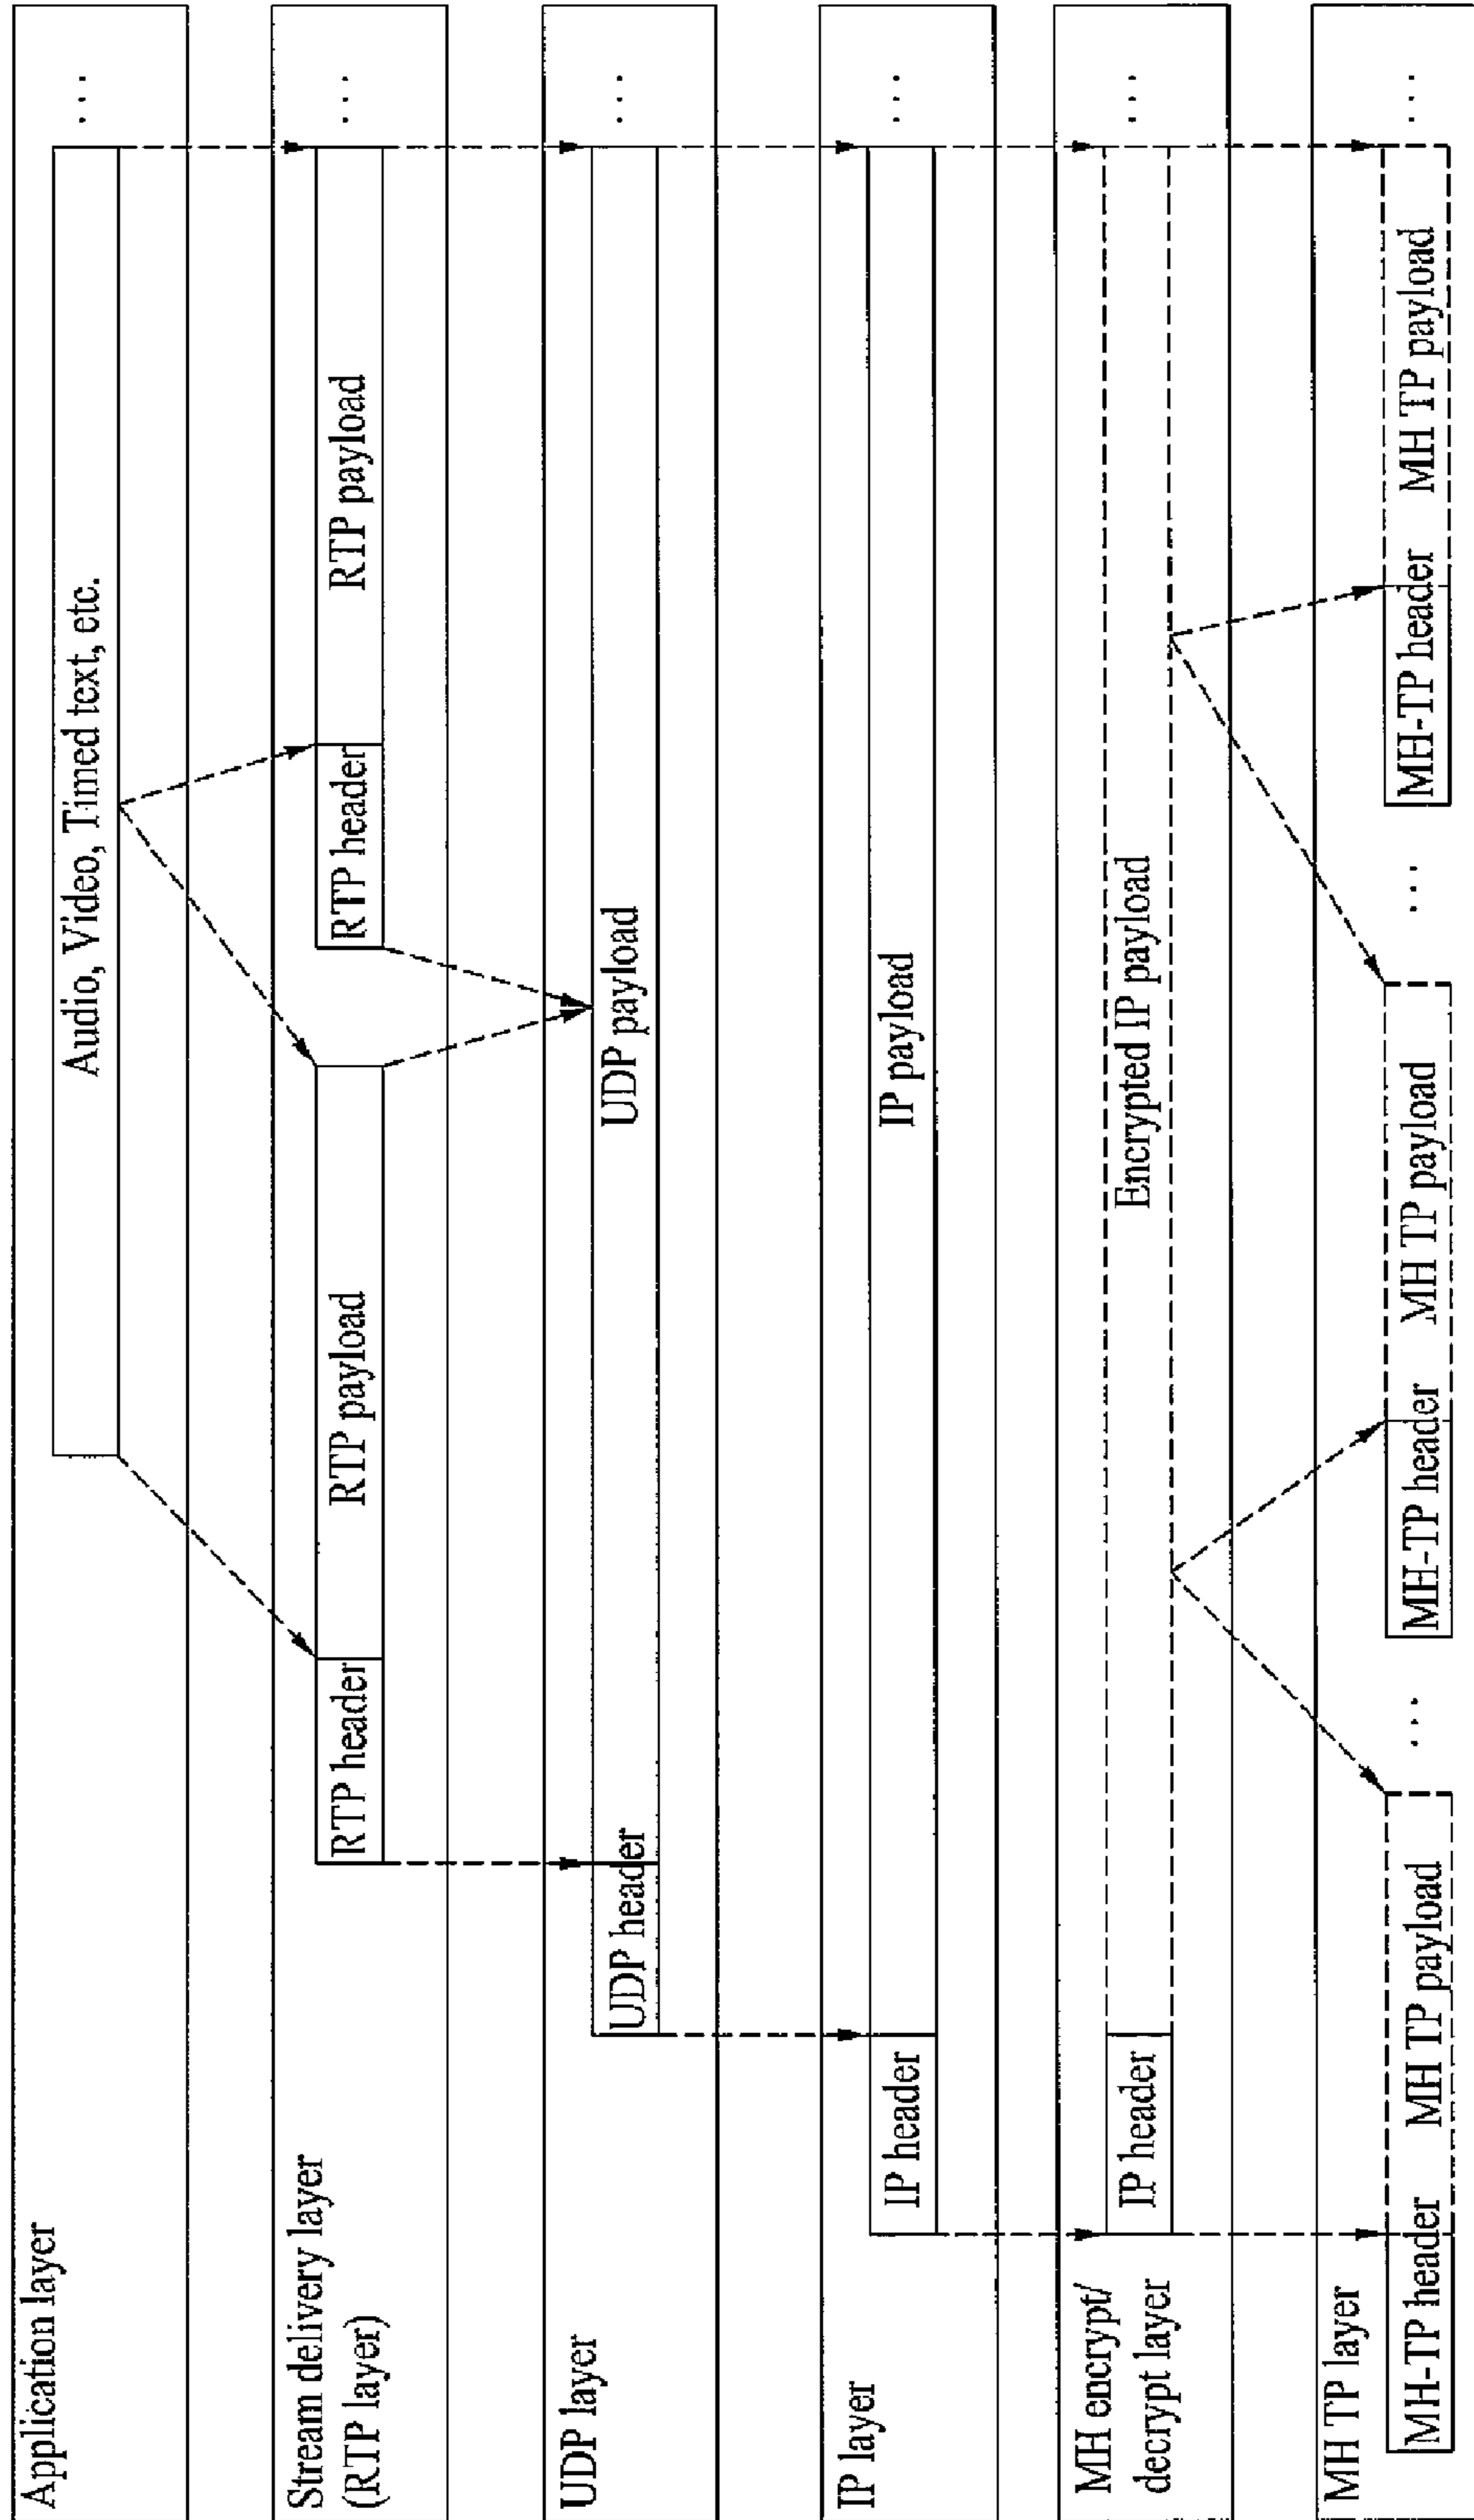 Application layer
Audio, Video, Timed text, etc.
...
Stream delivery layer
(RTP layer)
RTP header
RTP payload
RTP header
RTP payload
...
UDP layer
UDP header
UDP payload
...
IP layer
IP header
IP payload
...
MH encrypt/
decrypt layer
IP header
Encrypted IP payload
...
MH TP layer
MH-TP header
MH TP payload
...
MH-TP header
MH TP payload
...
MH-TP header
MH TP payload
...